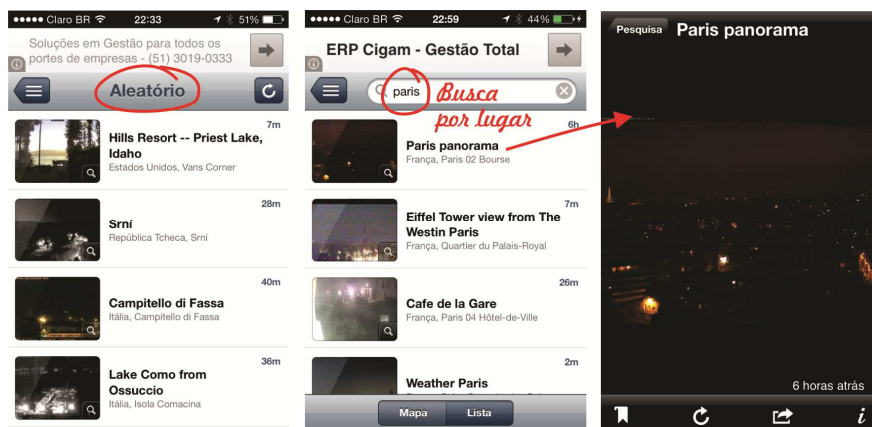 ●●●●● Claro BR 22:33 51%
Soluções em Gestão para todos os
portes de empresas - (51) 3019-0333
Aleatório
7m
Hills Resort -- Priest Lake,
Idaho
Estados Unidos, Vans Corner
28m
Srní
República Tcheca, Srní
40m
Campitello di Fassa
Itália, Campitello di Fassa
36m
Lake Como from
Ossuccio
Itália, Isola Comacina
●●●●● Claro BR 22:59 44%
ERP Cigam - Gestão Total
paris
Busca
por lugar
6h
Paris panorama
França, Paris 02 Bourse
7m
Eiffel Tower view from The
Westin Paris
França, Quartier du Palais-Royal
26m
Cafe de la Gare
França, Paris 04 Hôtel-de-Ville
2m
Weather Paris
Mapa Lista
Pesquisa Paris panorama
6 horas atrás
i